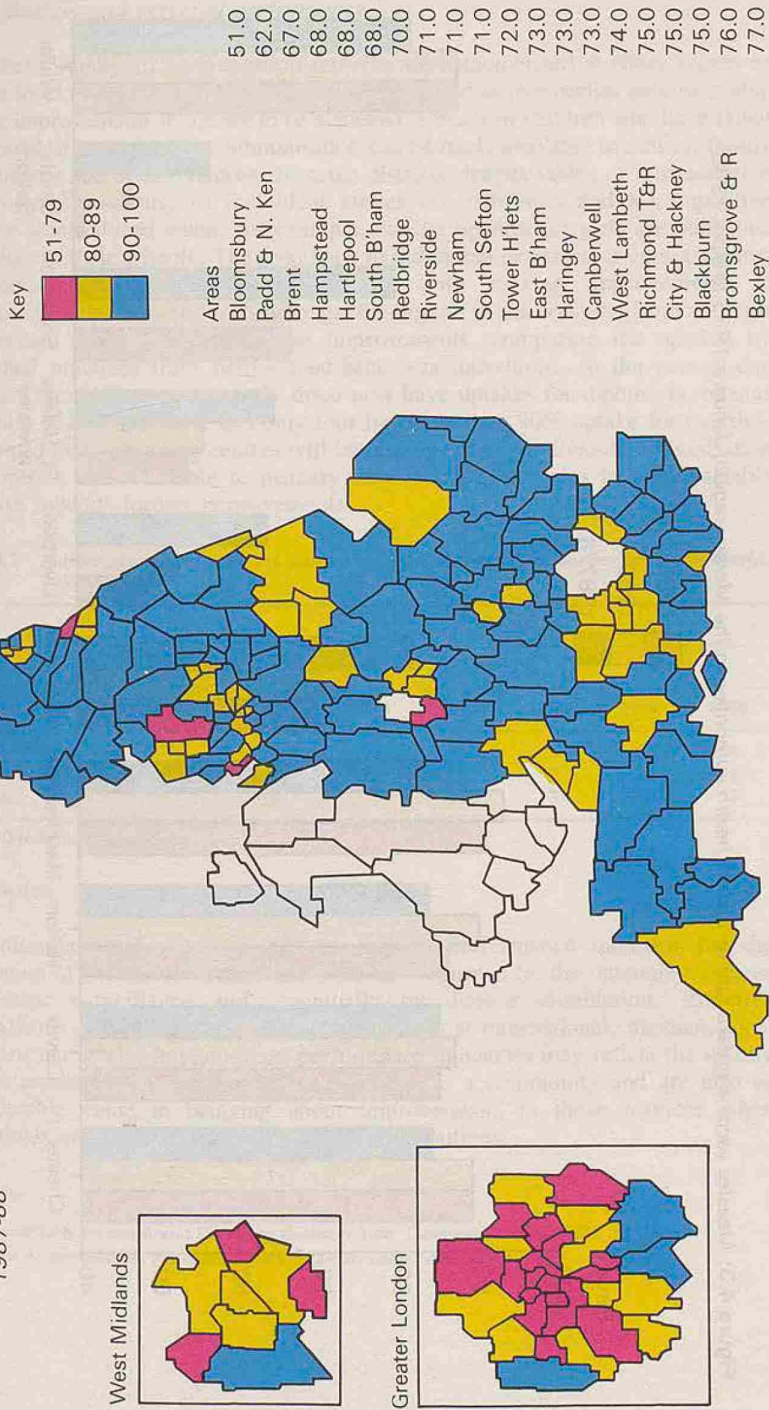 1987-88
West Midlands
Greater London
Key
51-79
80-89
90-100
Areas
Bloomsbury 51.0
Padd & N. Ken 62.0
Brent 67.0
Hampstead 68.0
Hartlepool 68.0
South B'ham 68.0
Redbridge 70.0
Riverside 71.0
Newham 71.0
South Sefton 71.0
Tower H'lets 72.0
East B'ham 73.0
Haringey 73.0
Camberwell 73.0
West Lambeth 74.0
Richmond T&R 75.0
City & Hackney 75.0
Blackburn 75.0
Bromsgrove & R 76.0
Bexley 77.0